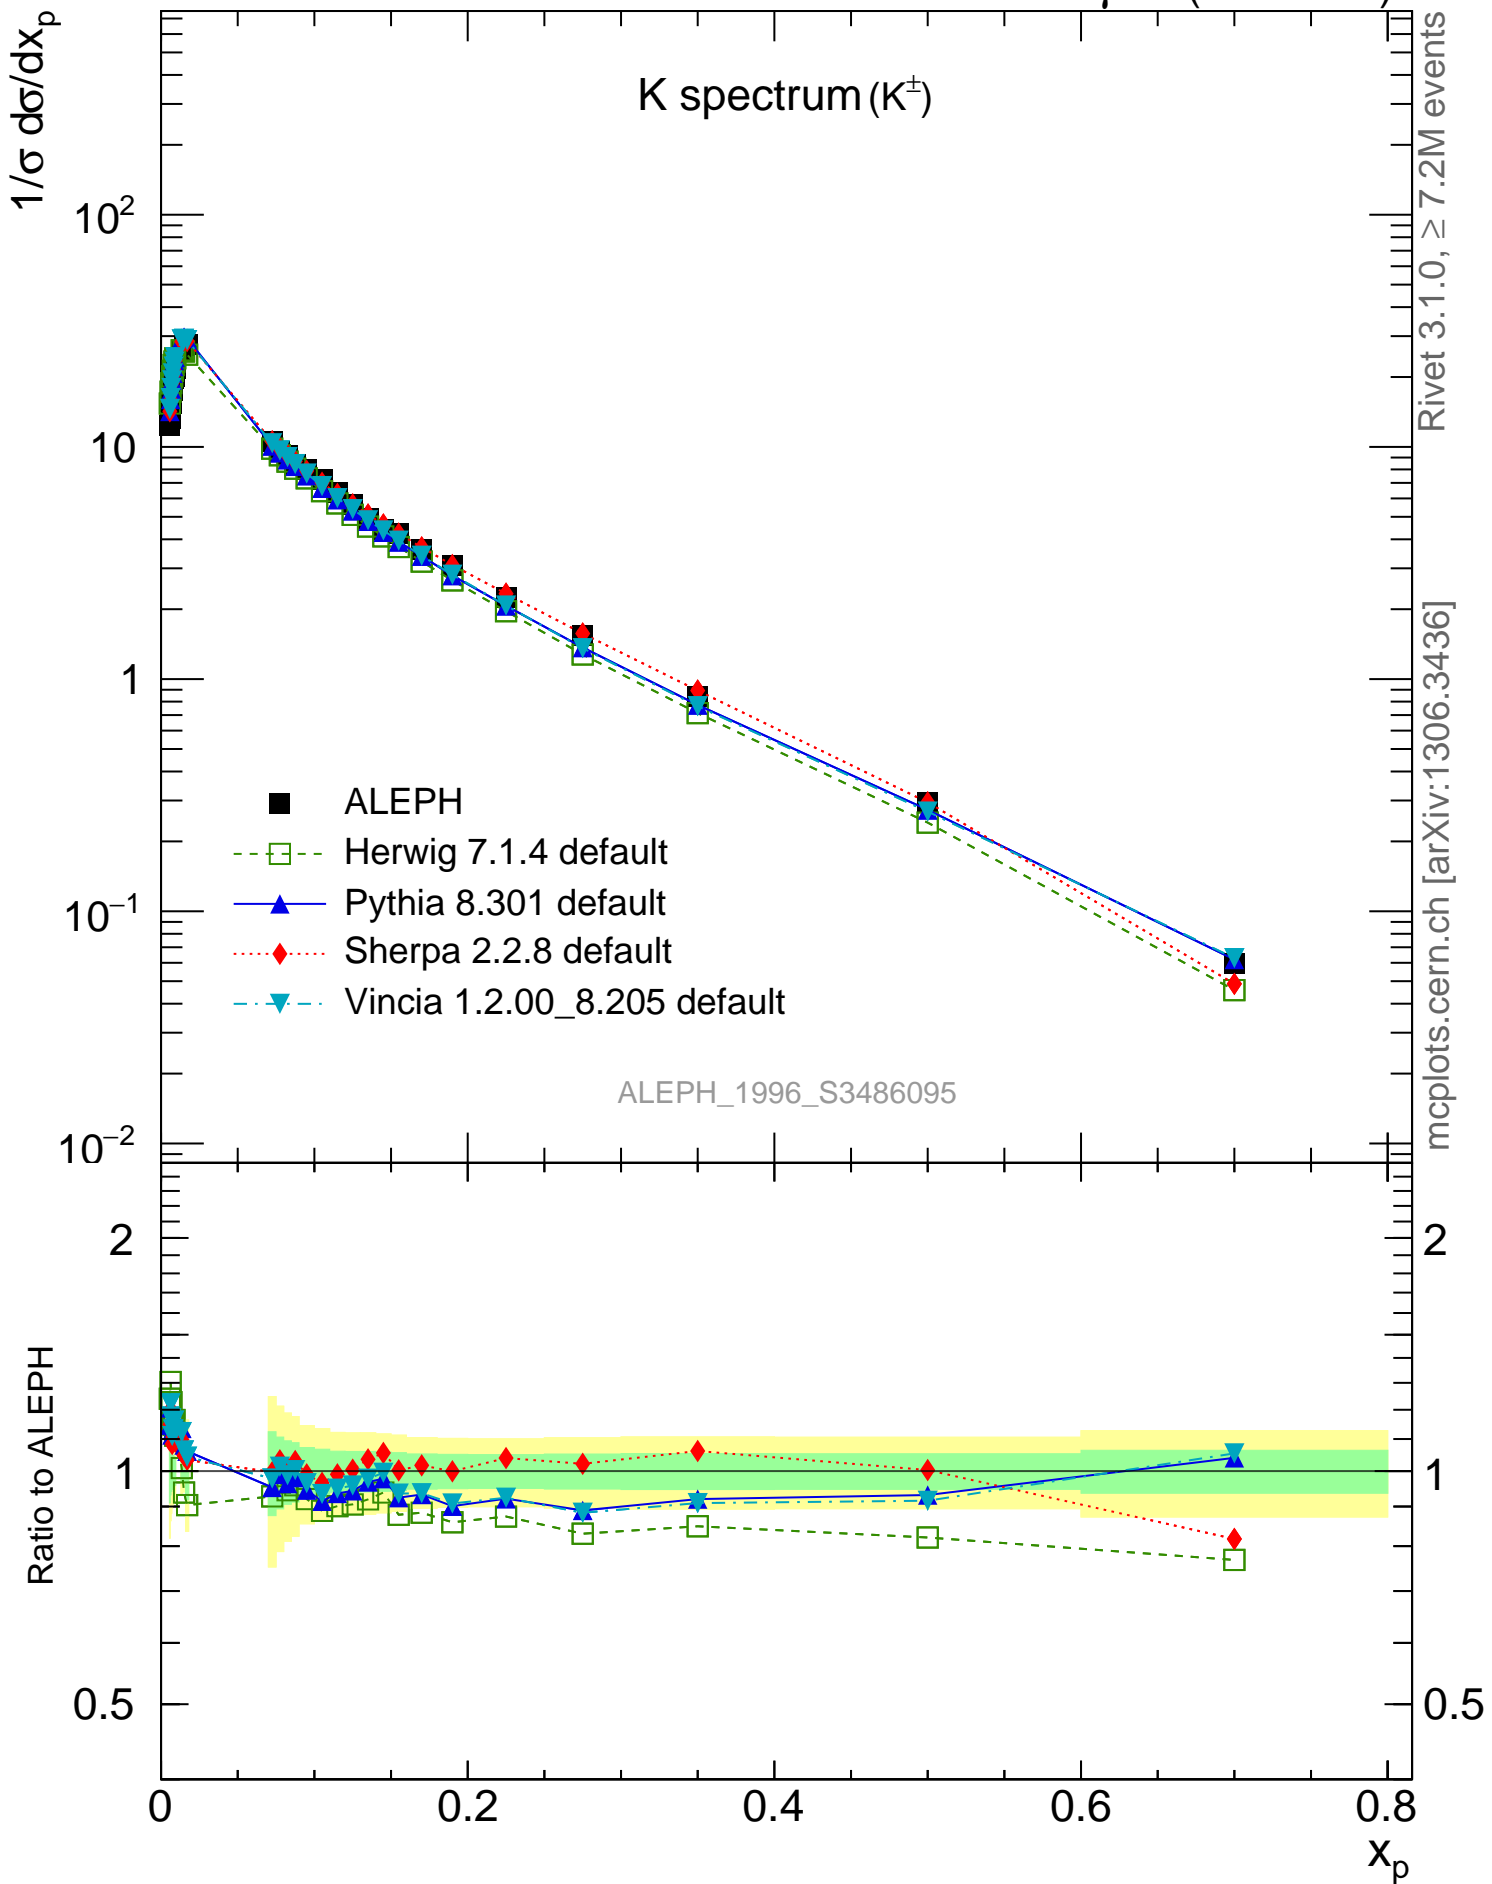 K spectrum (K±)
1/σ dσ/dxp
10²
10
1
10⁻¹
10⁻²
ALEPH
Herwig 7.1.4 default
Pythia 8.301 default
Sherpa 2.2.8 default
Vincia 1.2.00_8.205 default
ALEPH_1996_S3486095
Rivet 3.1.0, ≥ 7.2M events
mcplots.cern.ch [arXiv:1306.3436]
Ratio to ALEPH
2
1
0.5
2
1
0.5
0
0.2
0.4
0.6
0.8
xp